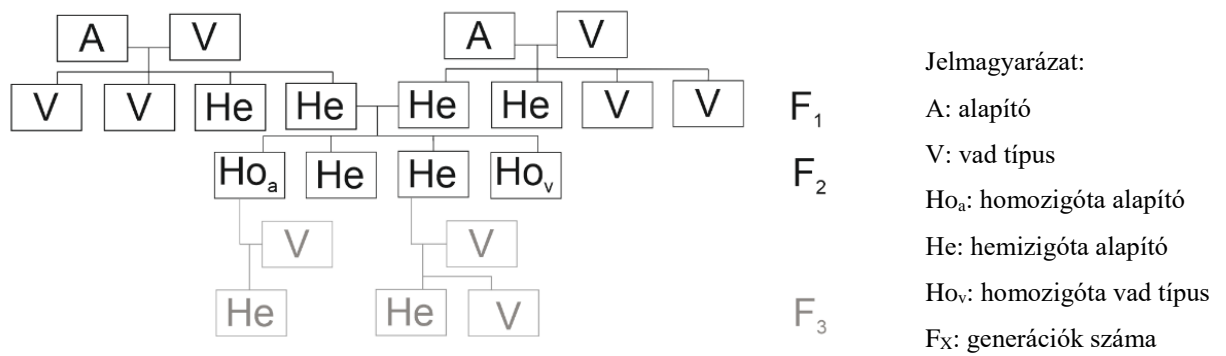 A V A V
V V He He He He V V F₁
Hoₐ He He Hoᵥ F₂
V V
He He V F₃
Jelmagyarázat:
A: alapító
V: vad típus
Hoₐ: homozigóta alapító
He: hemizigóta alapító
Hoᵥ: homozigóta vad típus
Fₓ: generációk száma